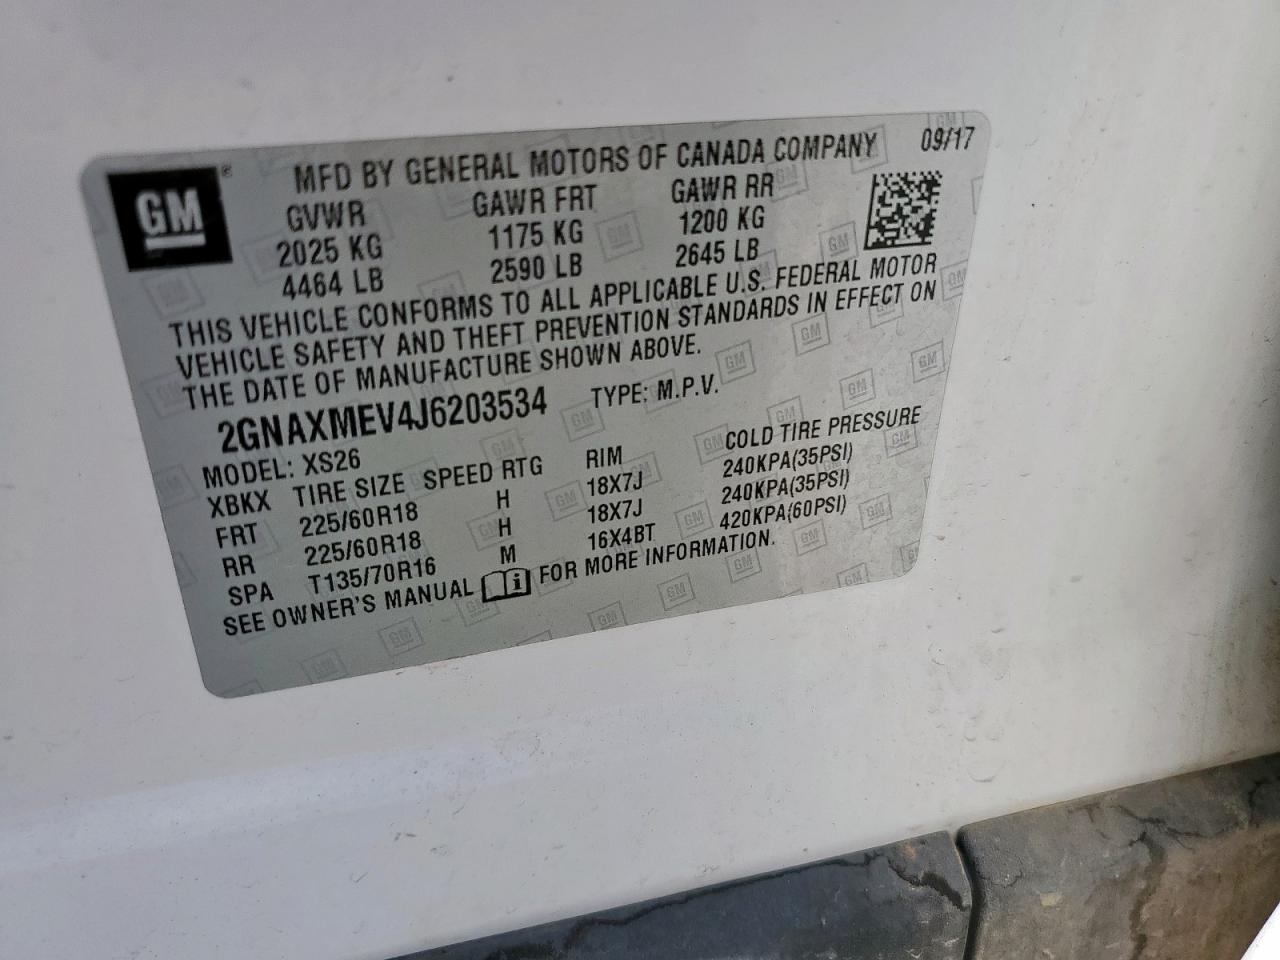 GM ® MFD BY GENERAL MOTORS OF CANADA COMPANY 09/17
GVWR GAWR FRT GAWR RR
2025 KG 1175 KG 1200 KG
4464 LB 2590 LB 2645 LB
THIS VEHICLE CONFORMS TO ALL APPLICABLE U.S. FEDERAL MOTOR
VEHICLE SAFETY AND THEFT PREVENTION STANDARDS IN EFFECT ON
THE DATE OF MANUFACTURE SHOWN ABOVE.
2GNAXMEV4J6203534 TYPE: M.P.V.
MODEL: XS26
XBKX TIRE SIZE SPEED RTG RIM COLD TIRE PRESSURE
FRT 225/60R18 H 18X7J 240KPA(35PSI)
RR 225/60R18 H 18X7J 240KPA(35PSI)
SPA T135/70R16 M 16X4BT 420KPA(60PSI)
SEE OWNER'S MANUAL FOR MORE INFORMATION.